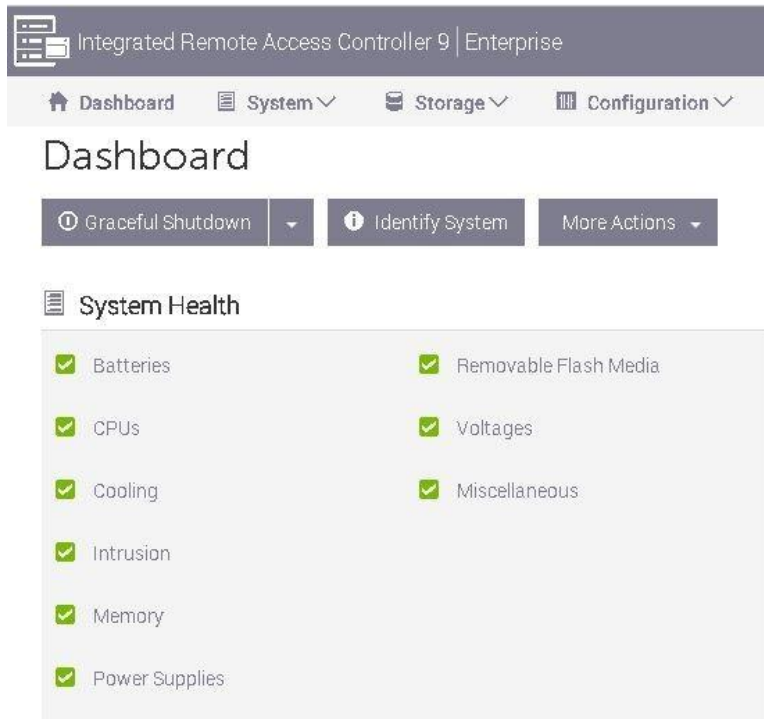 Integrated Remote Access Controller 9 | Enterprise
Dashboard System Storage Configuration
Dashboard
Graceful Shutdown Identify System More Actions
System Health
Batteries Removable Flash Media
CPUs Voltages
Cooling Miscellaneous
Intrusion
Memory
Power Supplies